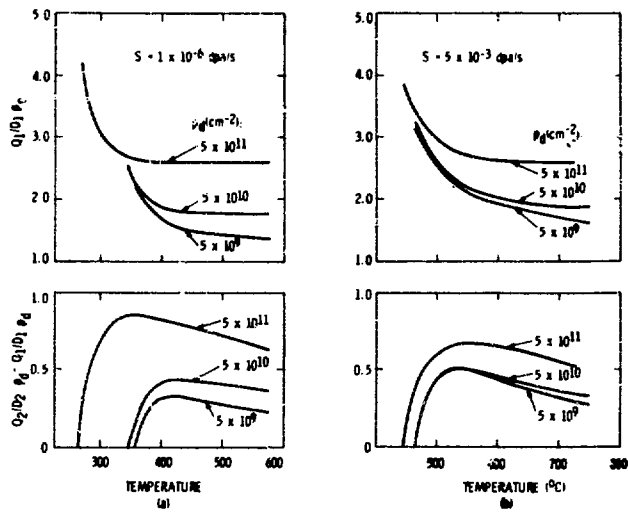 5.0
4.0
3.0
2.0
1.0
Q₁/D₁ ρc
S = 1 x 10⁻⁶ dpa/s
ρd(cm⁻²):
5 x 10¹¹
5 x 10¹⁰
5 x 10⁹
5.0
4.0
3.0
2.0
1.0
S = 5 x 10⁻³ dpa/s
ρd(cm⁻²):
5 x 10¹¹
5 x 10¹⁰
5 x 10⁹
1.0
0.5
0
Q₂/D₂ ρd - Q₁/D₁ ρd
5 x 10¹¹
5 x 10¹⁰
5 x 10⁹
300 400 500 600
TEMPERATURE
(a)
1.0
0.5
0
5 x 10¹¹
5 x 10¹⁰
5 x 10⁹
500 600 700 800
TEMPERATURE (⁰C)
(b)